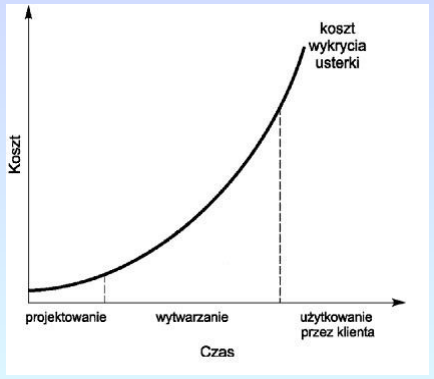 koszt
wykrycia
usterki
Koszt
projektowanie
wytwarzanie
użytkowanie
przez klienta
Czas